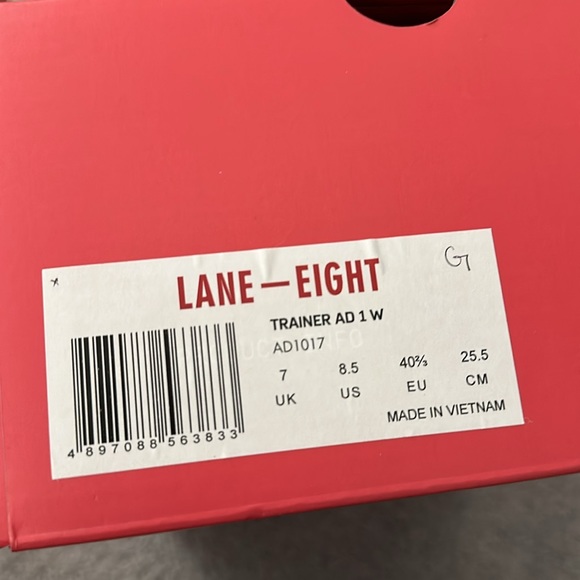 LANE—EIGHT
G
TRAINER AD 1 W
AD1017
7 8.5 40⅔ 25.5
UK US EU CM
MADE IN VIETNAM
4 897088 563833